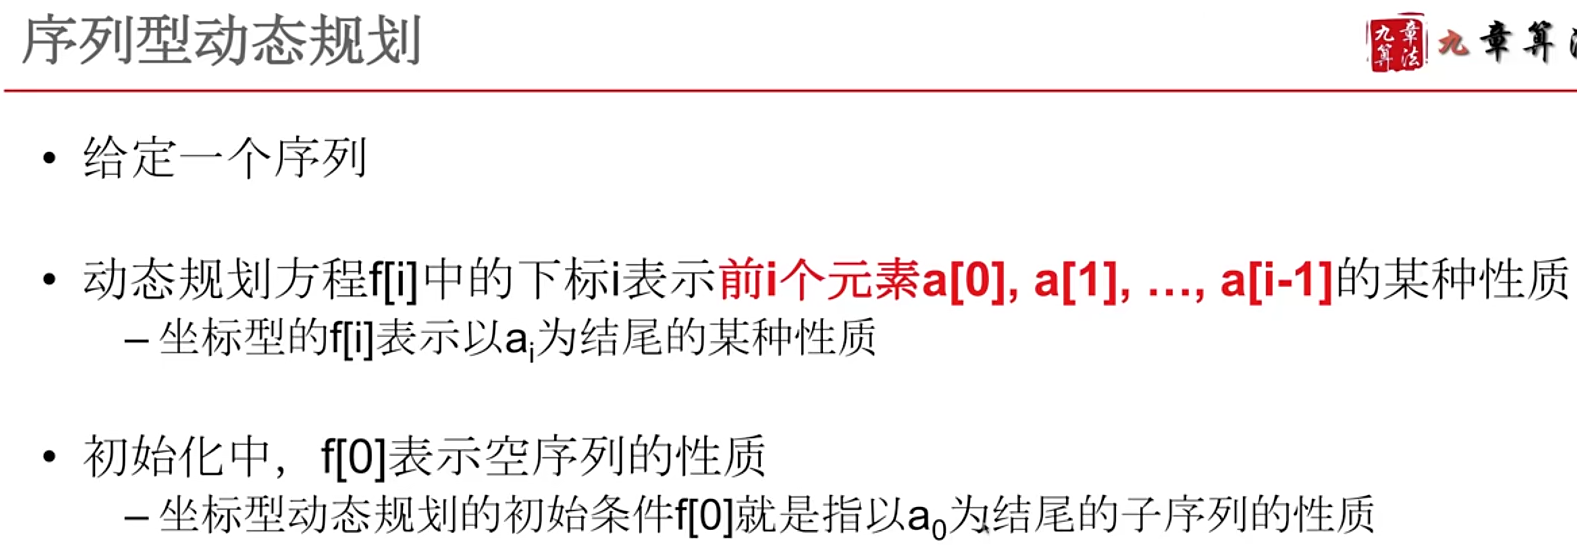 序列型动态规划
九章算法
九章算法
• 给定一个序列
• 动态规划方程f[i]中的下标i表示前i个元素a[0], a[1], …, a[i-1]的某种性质
– 坐标型的f[i]表示以aᵢ为结尾的某种性质
• 初始化中，f[0]表示空序列的性质
– 坐标型动态规划的初始条件f[0]就是指以a₀为结尾的子序列的性质